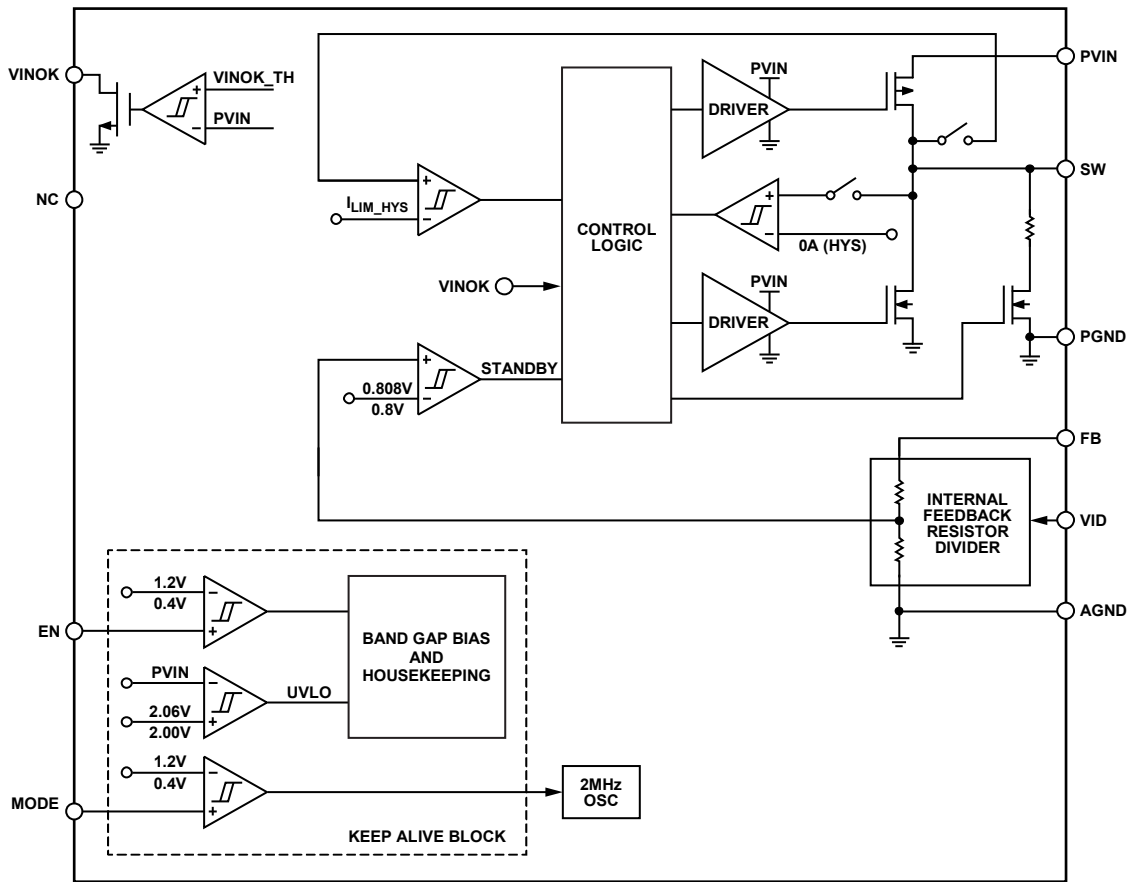 VINOK
VINOK_TH
+
PVIN
−
NC
+
I_LIM_HYS
−
VINOK
+
STANDBY
0.808V
0.8V
−
CONTROL
LOGIC
PVIN
DRIVER
+
−
0A (HYS)
PVIN
DRIVER
PVIN
SW
PGND
FB
INTERNAL
FEEDBACK
RESISTOR
DIVIDER
VID
AGND
1.2V
0.4V
−
+
EN
PVIN
−
2.06V
2.00V
+
UVLO
BAND GAP BIAS
AND
HOUSEKEEPING
1.2V
0.4V
−
+
MODE
2MHz
OSC
KEEP ALIVE BLOCK